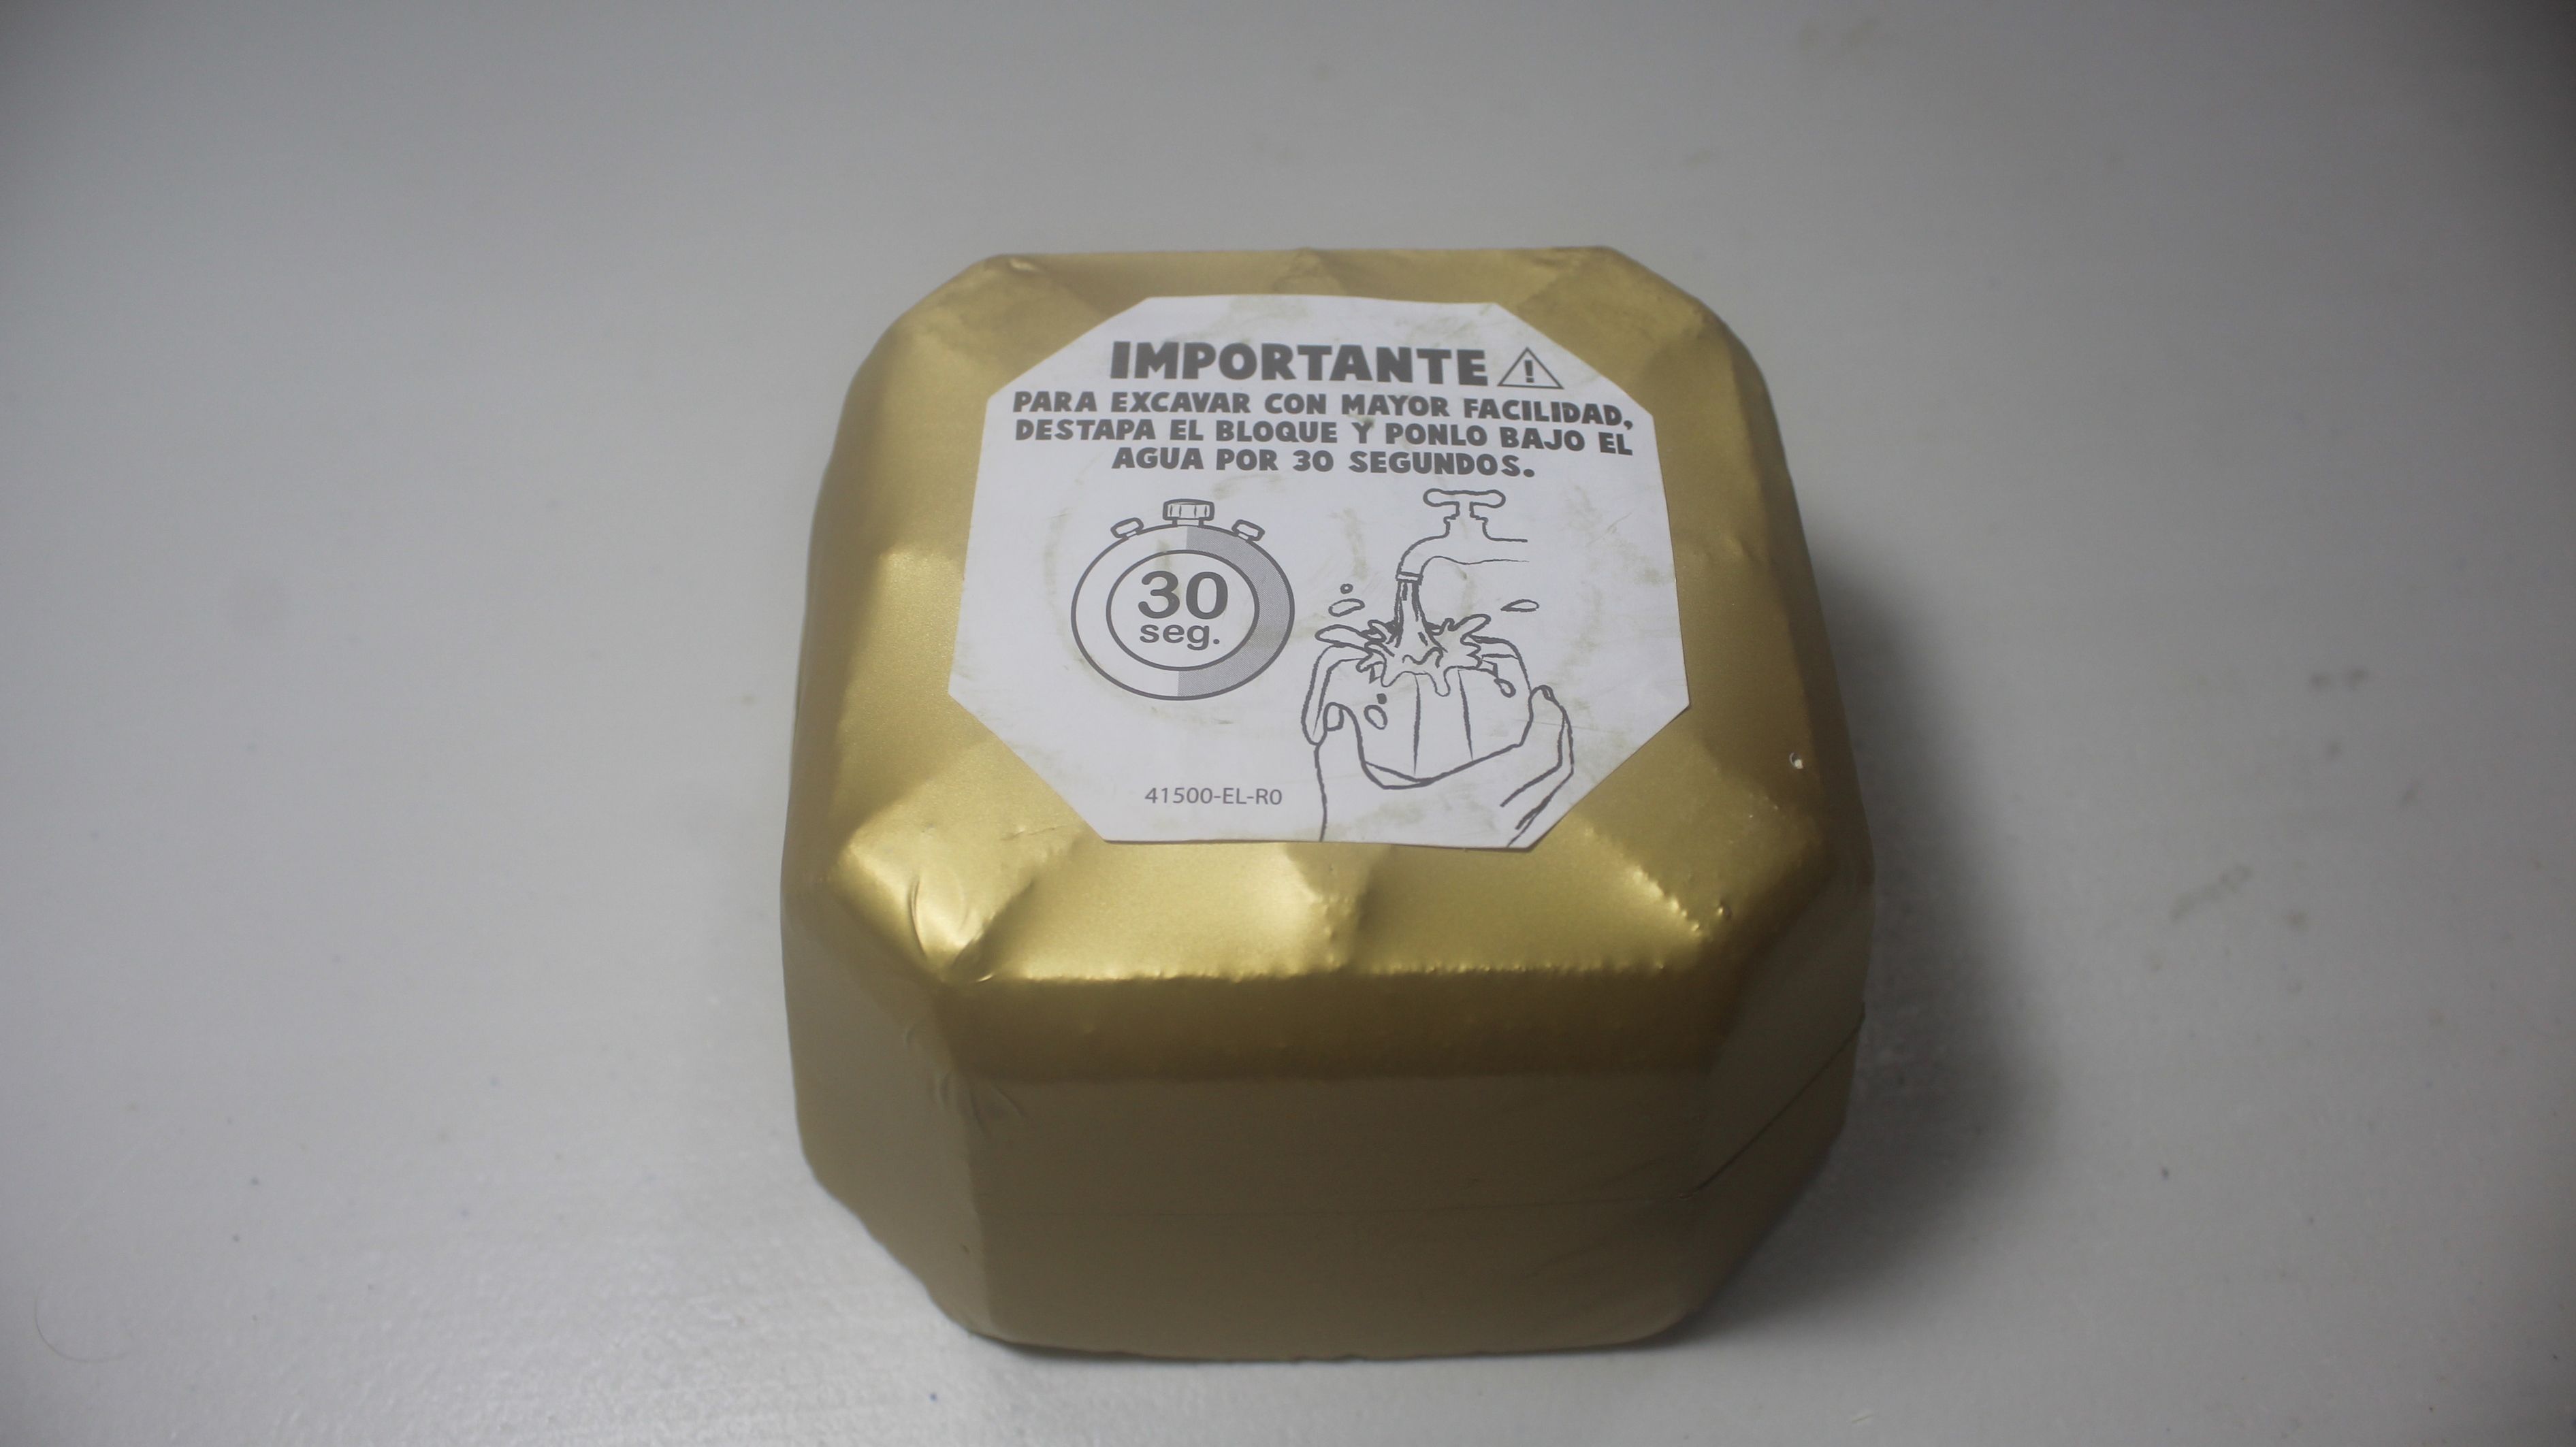 IMPORTANTE
PARA EXCAVAR CON MAYOR FACILIDAD,
DESTAPA EL BLOQUE Y PONLO BAJO EL
AGUA POR 30 SEGUNDOS.
30
seg.
41500-EL-R0